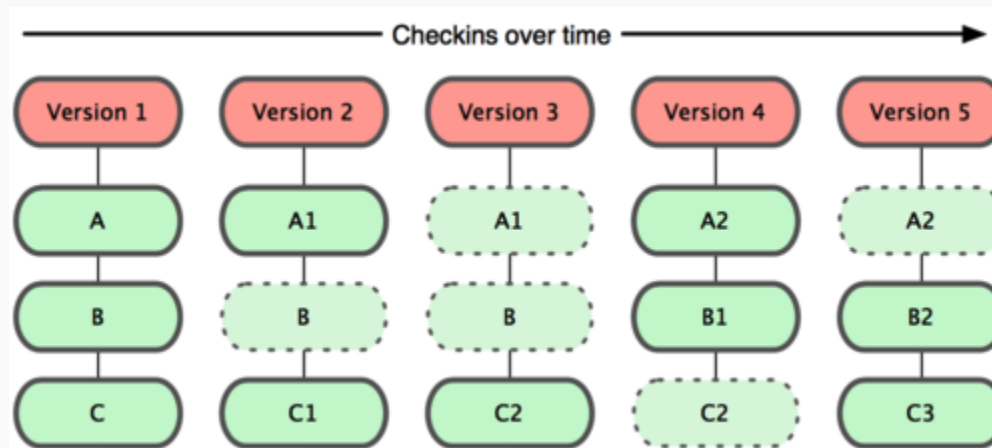 Checkins over time
Version 1 Version 2 Version 3 Version 4 Version 5
A A1 A1 A2 A2
B B B B1 B2
C C1 C2 C2 C3